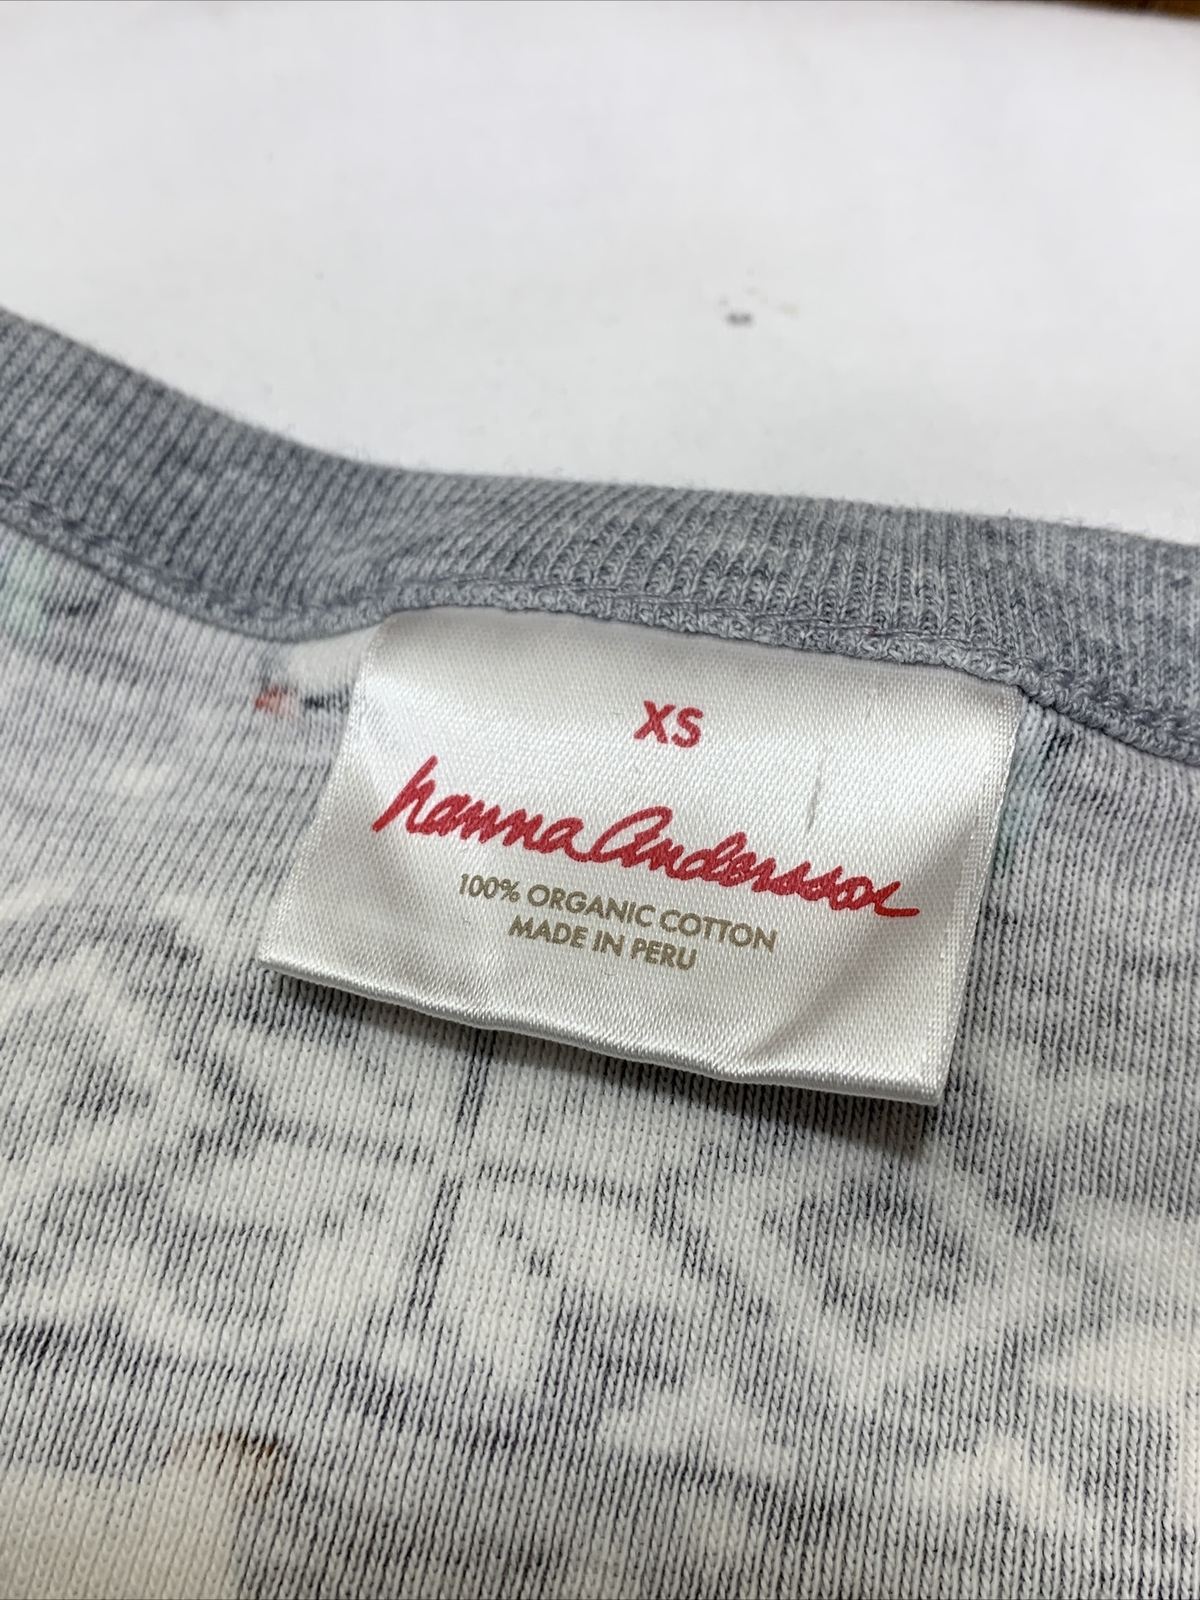 XS
hanna Andersson
100% ORGANIC COTTON
MADE IN PERU